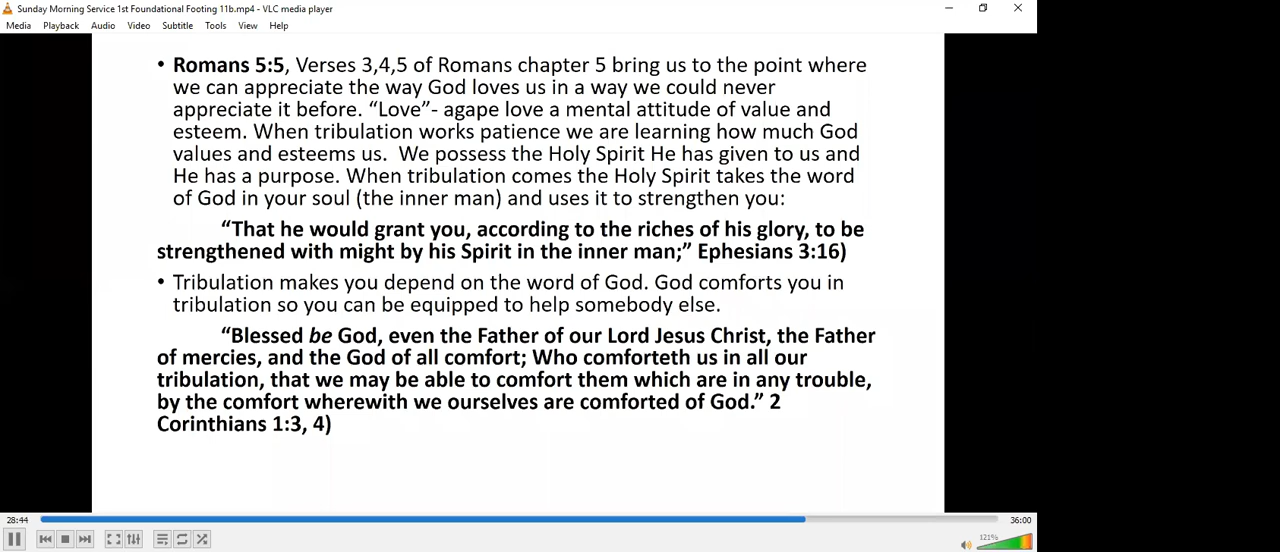 Sunday Morning Service 1st Foundational Footing 11b.mp4 - VLC media player
Media Playback Audio Video Subtitle Tools View Help
• Romans 5:5, Verses 3,4,5 of Romans chapter 5 bring us to the point where
we can appreciate the way God loves us in a way we could never
appreciate it before. “Love”- agape love a mental attitude of value and
esteem. When tribulation works patience we are learning how much God
values and esteems us. We possess the Holy Spirit He has given to us and
He has a purpose. When tribulation comes the Holy Spirit takes the word
of God in your soul (the inner man) and uses it to strengthen you:
“That he would grant you, according to the riches of his glory, to be
strengthened with might by his Spirit in the inner man;” Ephesians 3:16)
• Tribulation makes you depend on the word of God. God comforts you in
tribulation so you can be equipped to help somebody else.
“Blessed be God, even the Father of our Lord Jesus Christ, the Father
of mercies, and the God of all comfort; Who comforteth us in all our
tribulation, that we may be able to comfort them which are in any trouble,
by the comfort wherewith we ourselves are comforted of God.” 2
Corinthians 1:3, 4)
28:44 36:00
121%